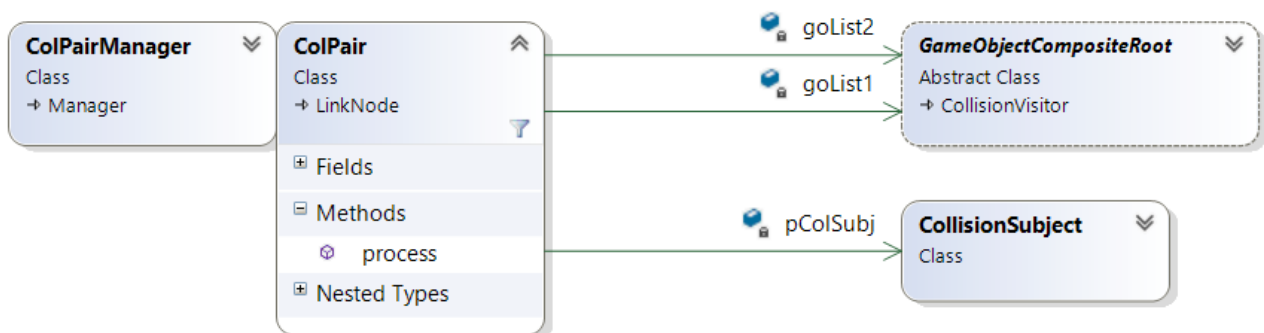 ColPairManager
Class
Manager
ColPair
Class
LinkNode
Fields
Methods
process
Nested Types
goList2
goList1
pColSubj
GameObjectCompositeRoot
Abstract Class
CollisionVisitor
CollisionSubject
Class